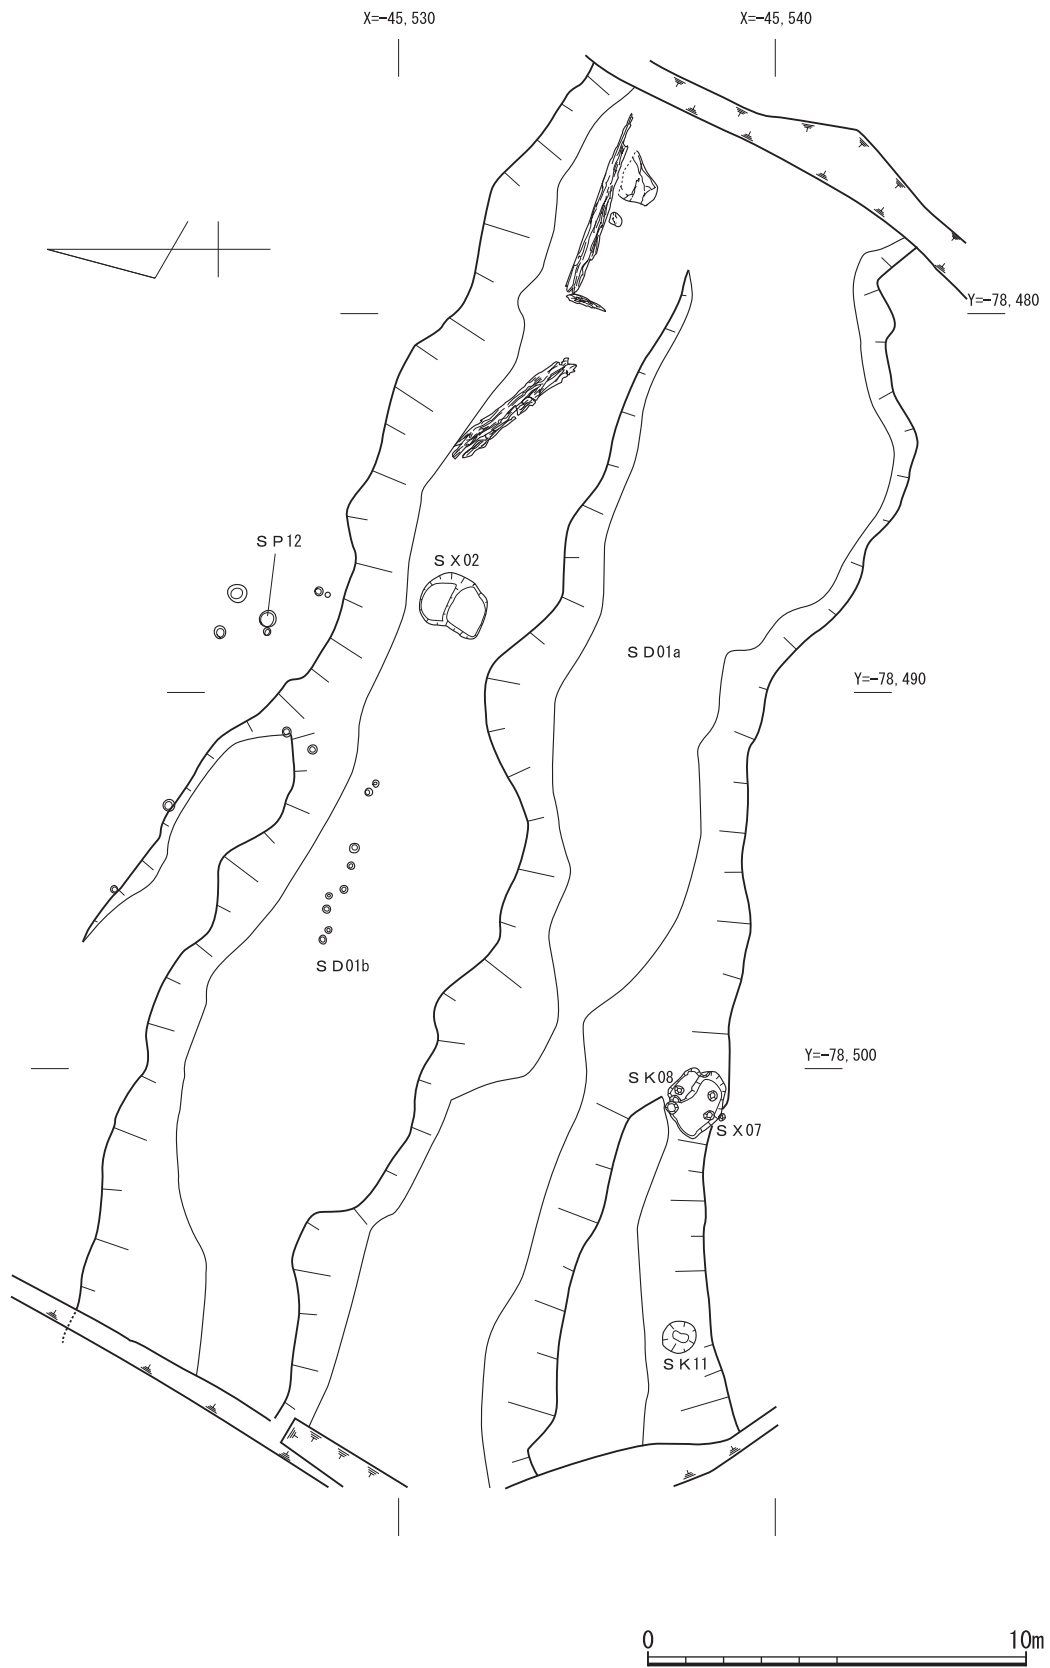 X=-45,530
X=-45,540
Y=-78,480
SP12
SX02
SD01a
Y=-78,490
SD01b
Y=-78,500
SK08
SX07
SK11
0
10m